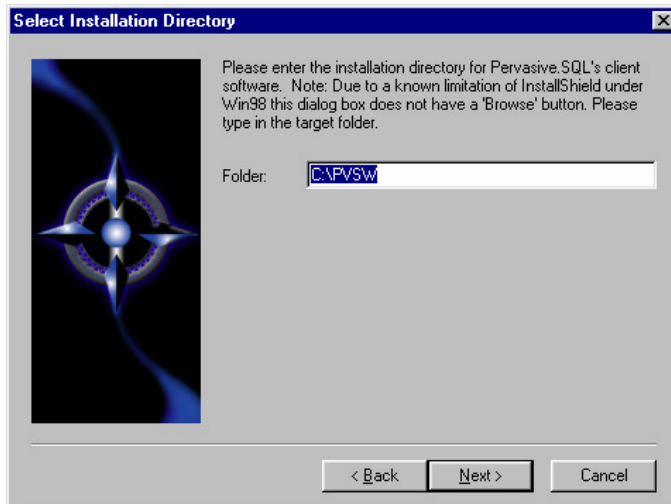 Select Installation Directory
Please enter the installation directory for Pervasive.SQL's client
software.  Note: Due to a known limitation of InstallShield under
Win98 this dialog box does not have a 'Browse' button. Please
type in the target folder.
Folder:
C:\PVSW
< Back
Next >
Cancel